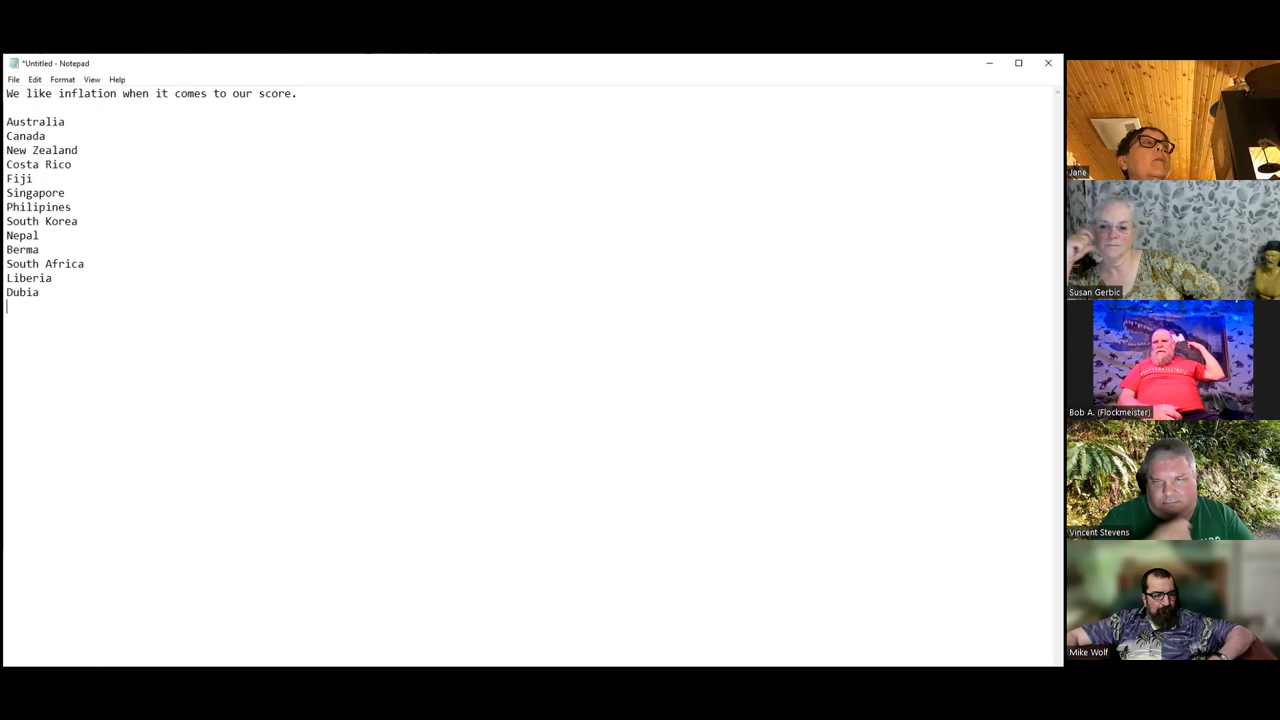 *Untitled - Notepad
File Edit Format View Help
We like inflation when it comes to our score.
Australia
Canada
New Zealand
Costa Rico
Fiji
Singapore
Philipines
South Korea
Nepal
Berma
South Africa
Liberia
Dubia
Jane
Susan Gerbic
Bob A. (Flockmeister)
Vincent Stevens
Mike Wolf